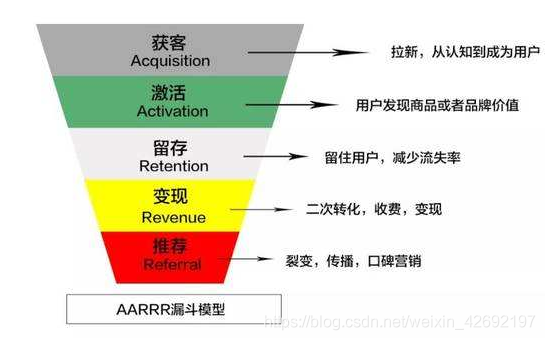 获客
Acquisition
拉新，从认知到成为用户
激活
Activation
用户发现商品或者品牌价值
留存
Retention
留住用户，减少流失率
变现
Revenue
二次转化，收费，变现
推荐
Referral
裂变，传播，口碑营销
AARRR漏斗模型
https://blog.csdn.net/weixin_42692197